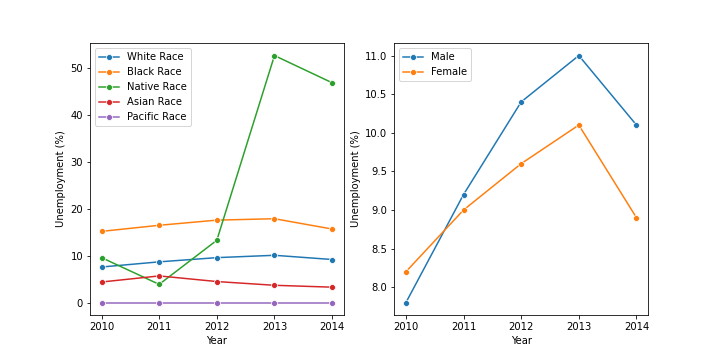 White Race
Black Race
Native Race
Asian Race
Pacific Race
Unemployment (%)
50
40
30
20
10
0
2010 2011 2012 2013 2014
Year
Male
Female
Unemployment (%)
11.0
10.5
10.0
9.5
9.0
8.5
8.0
2010 2011 2012 2013 2014
Year